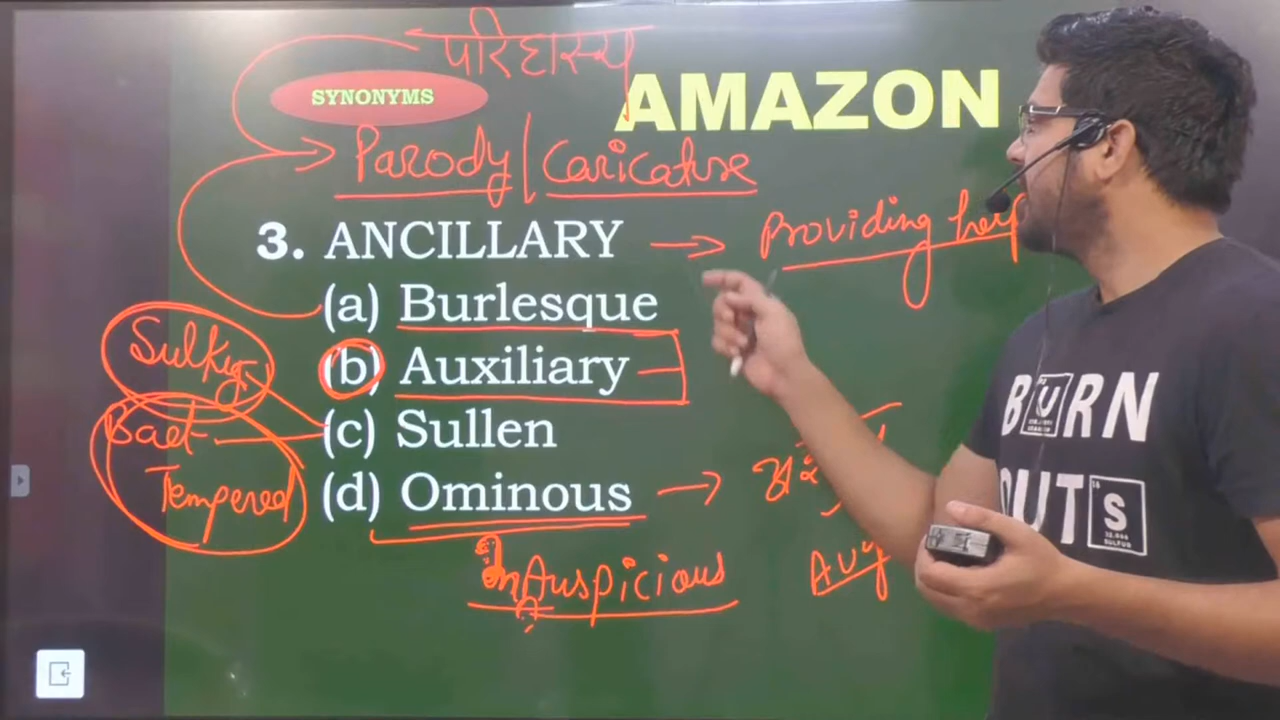 परिहास्य
SYNONYMS
AMAZON
Parody | Caricature
3. ANCILLARY → Providing help
(a) Burlesque
(b) Auxiliary
Sulky
(c) Sullen
Bad
Tempered
(d) Ominous →
InAuspicious
BURN
OUTS